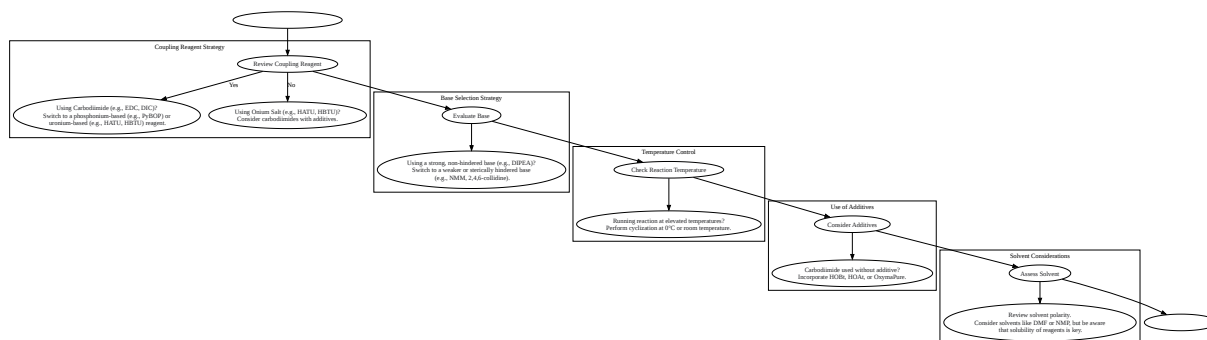 Coupling Reagent Strategy
Review Coupling Reagent
Yes
No
Using Carbodiimide (e.g., EDC, DIC)?
Switch to a phosphonium-based (e.g., PyBOP) or
uronium-based (e.g., HATU, HBTU) reagent.
Using Onium Salt (e.g., HATU, HBTU)?
Consider carbodiimides with additives.
Base Selection Strategy
Evaluate Base
Using a strong, non-hindered base (e.g., DIPEA)?
Switch to a weaker or sterically hindered base
(e.g., NMM, 2,4,6-collidine).
Temperature Control
Check Reaction Temperature
Running reaction at elevated temperatures?
Perform cyclization at 0°C or room temperature.
Use of Additives
Consider Additives
Carbodiimide used without additive?
Incorporate HOBt, HOAt, or OxymaPure.
Solvent Considerations
Assess Solvent
Review solvent polarity.
Consider solvents like DMF or NMP, but be aware
that solubility of reagents is key.